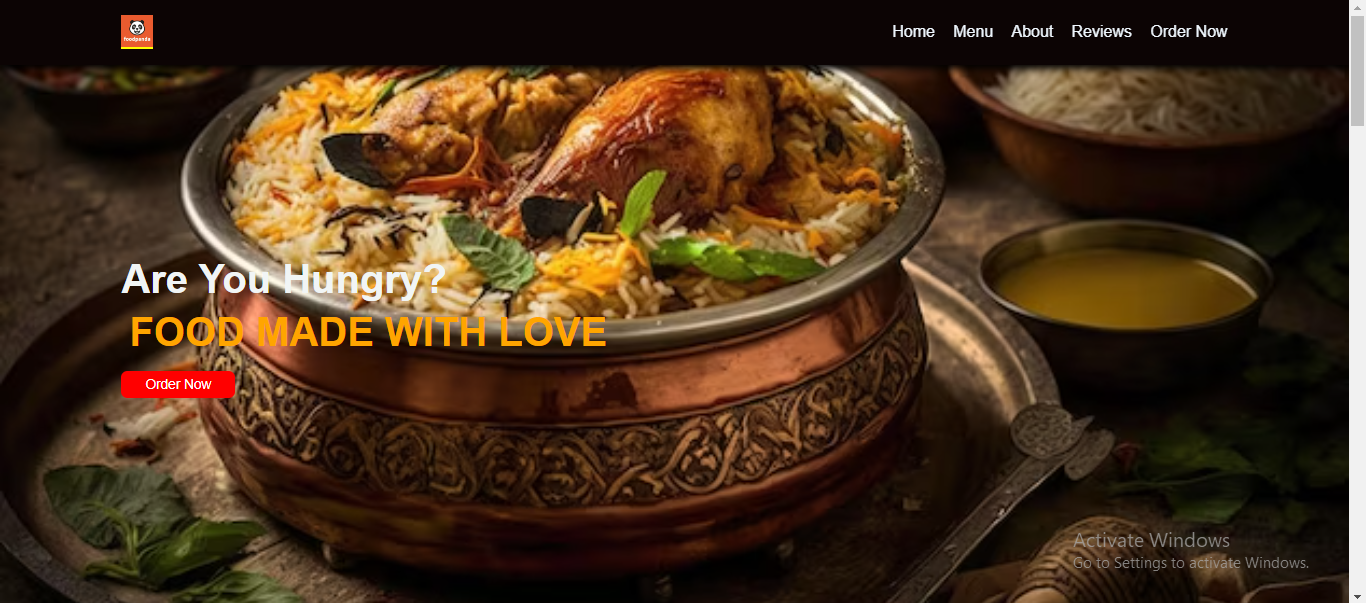 foodpanda
Home Menu About Reviews Order Now
Are You Hungry?
FOOD MADE WITH LOVE
Order Now
Activate Windows
Go to Settings to activate Windows.